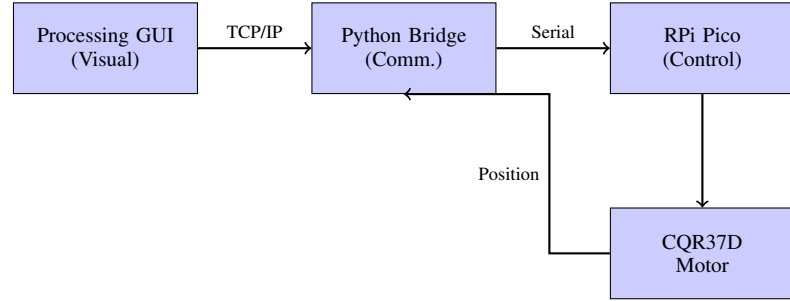 Processing GUI
(Visual)
TCP/IP
Python Bridge
(Comm.)
Serial
RPi Pico
(Control)
Position
CQR37D
Motor